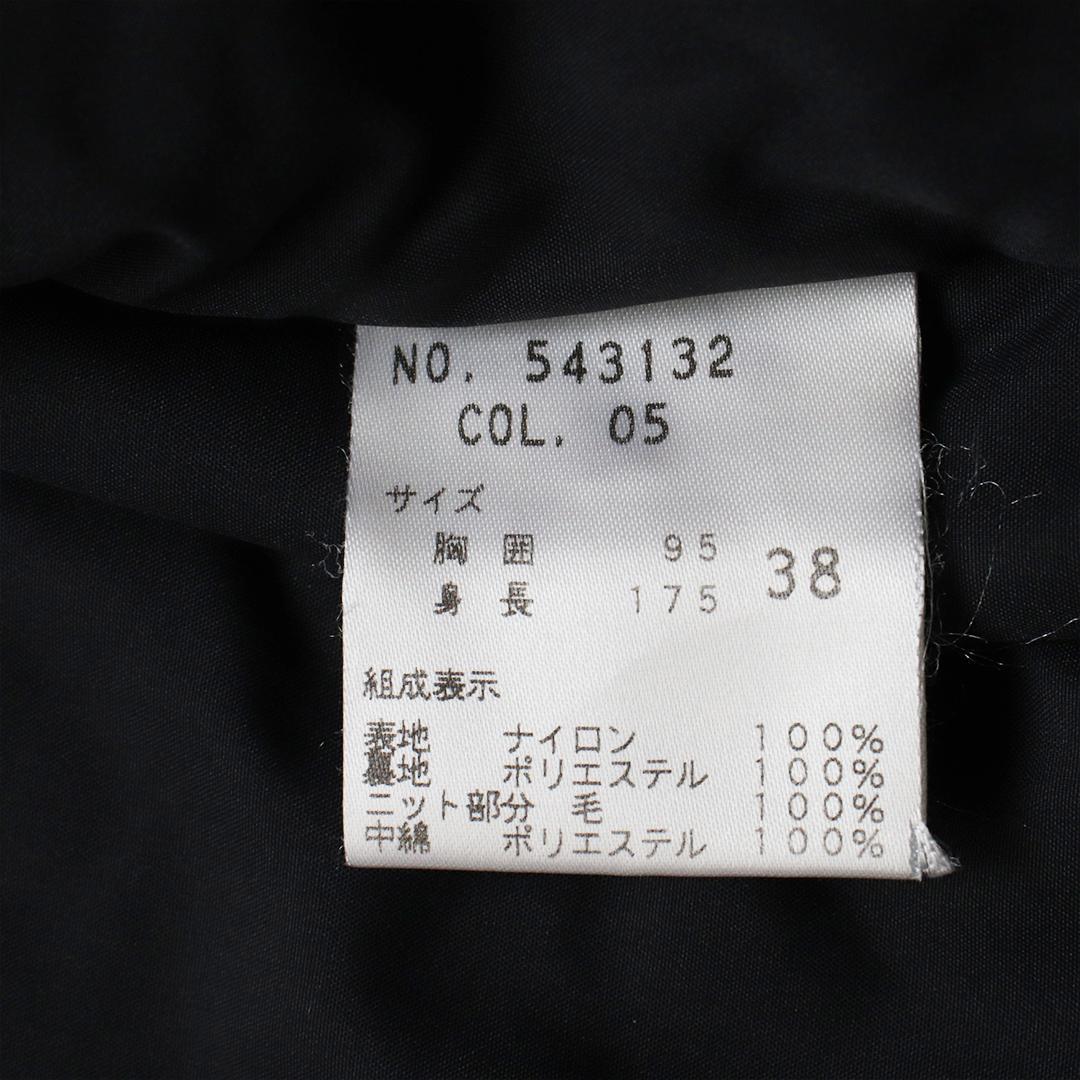 NO. 543132
COL. 05
サイズ
胸囲 95 38
身長 175
組成表示
表地 ナイロン 100%
裏地 ポリエステル 100%
ニット部分 毛 100%
中綿 ポリエステル 100%